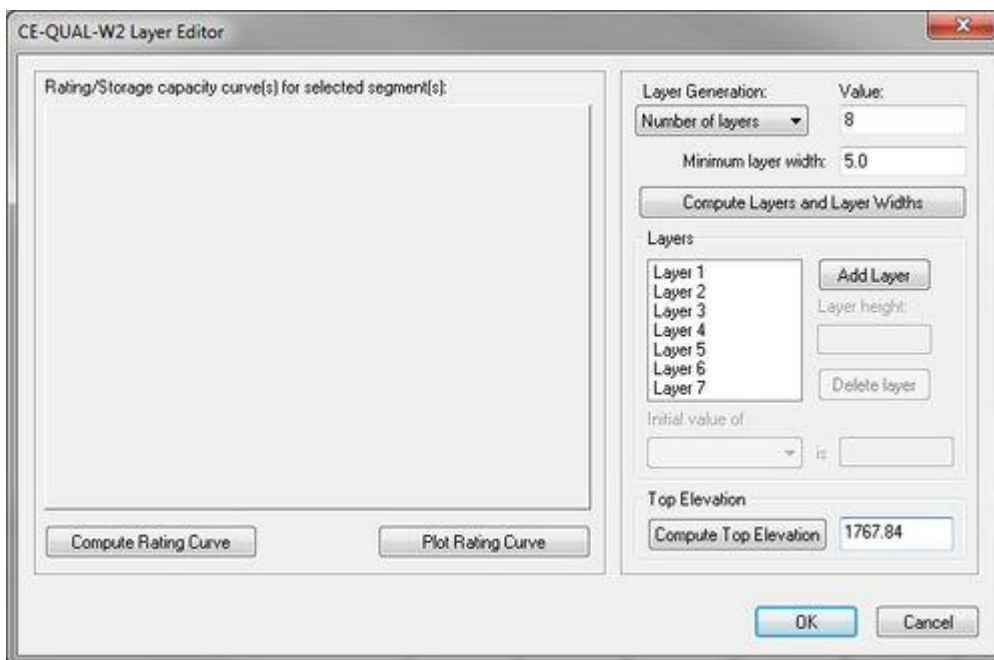 CE-QUAL-W2 Layer Editor
Rating/Storage capacity curve(s) for selected segment(s):
Compute Rating Curve
Plot Rating Curve
Layer Generation:
Value:
Number of layers
8
Minimum layer width:
5.0
Compute Layers and Layer Widths
Layers
Layer 1
Layer 2
Layer 3
Layer 4
Layer 5
Layer 6
Layer 7
Add Layer
Layer height:
Delete layer
Initial value of
is
Top Elevation
Compute Top Elevation
1767.84
OK
Cancel